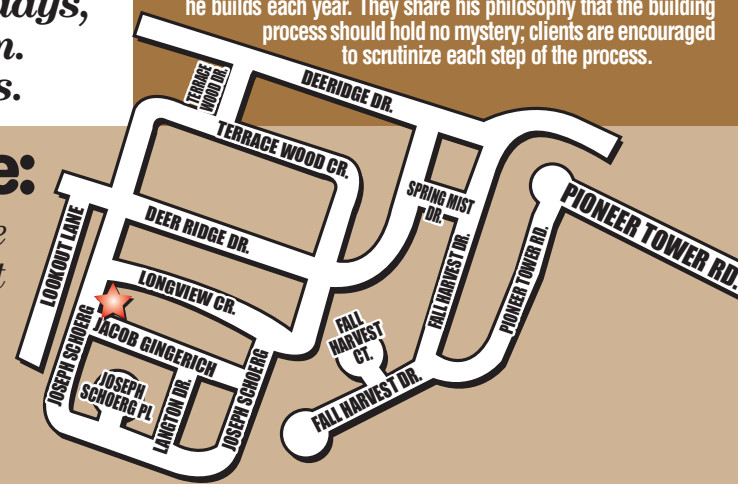 days,
he builds each year. They share his philosophy that the building
process should hold no mystery; clients are encouraged
to scrutinize each step of the process.
e:
DEERIDGE DR.
TERRACE
WOOD DR.
TERRACE WOOD CR.
SPRING MIST
DR.
PIONEER TOWER RD.
LOOKOUT LANE
DEER RIDGE DR.
FALL HARVEST DR.
PIONEER TOWER RD.
LONGVIEW CR.
JOSEPH SCHOERG
JACOB GINGERICH
FALL
HARVEST
CT.
JOSEPH
SCHOERG PL
LANGTON DR.
JOSEPH SCHOERG
FALL HARVEST DR.